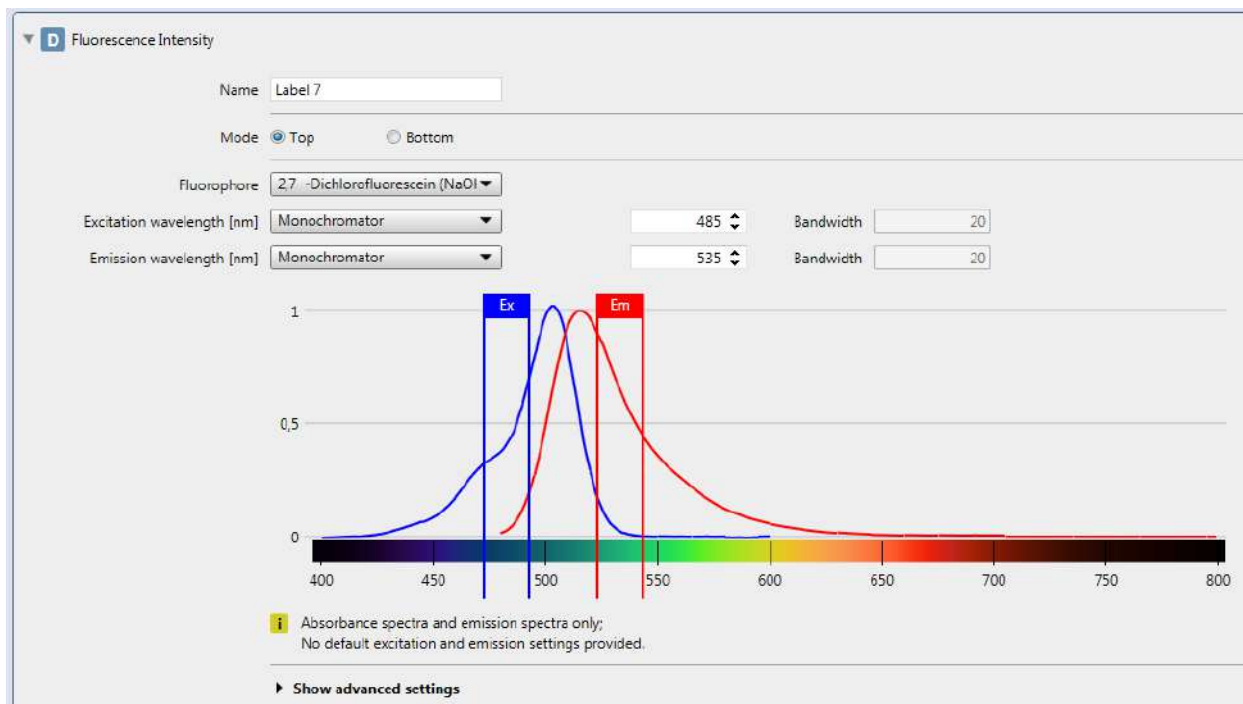 D Fluorescence Intensity
Name Label 7
Mode Top Bottom
Fluorophore 2,7 -Dichlorofluorescein (NaOI
Excitation wavelength [nm] Monochromator 485 Bandwidth 20
Emission wavelength [nm] Monochromator 535 Bandwidth 20
Ex Em
1
0,5
0
400 450 500 550 600 650 700 750 800
i Absorbance spectra and emission spectra only;
No default excitation and emission settings provided.
Show advanced settings